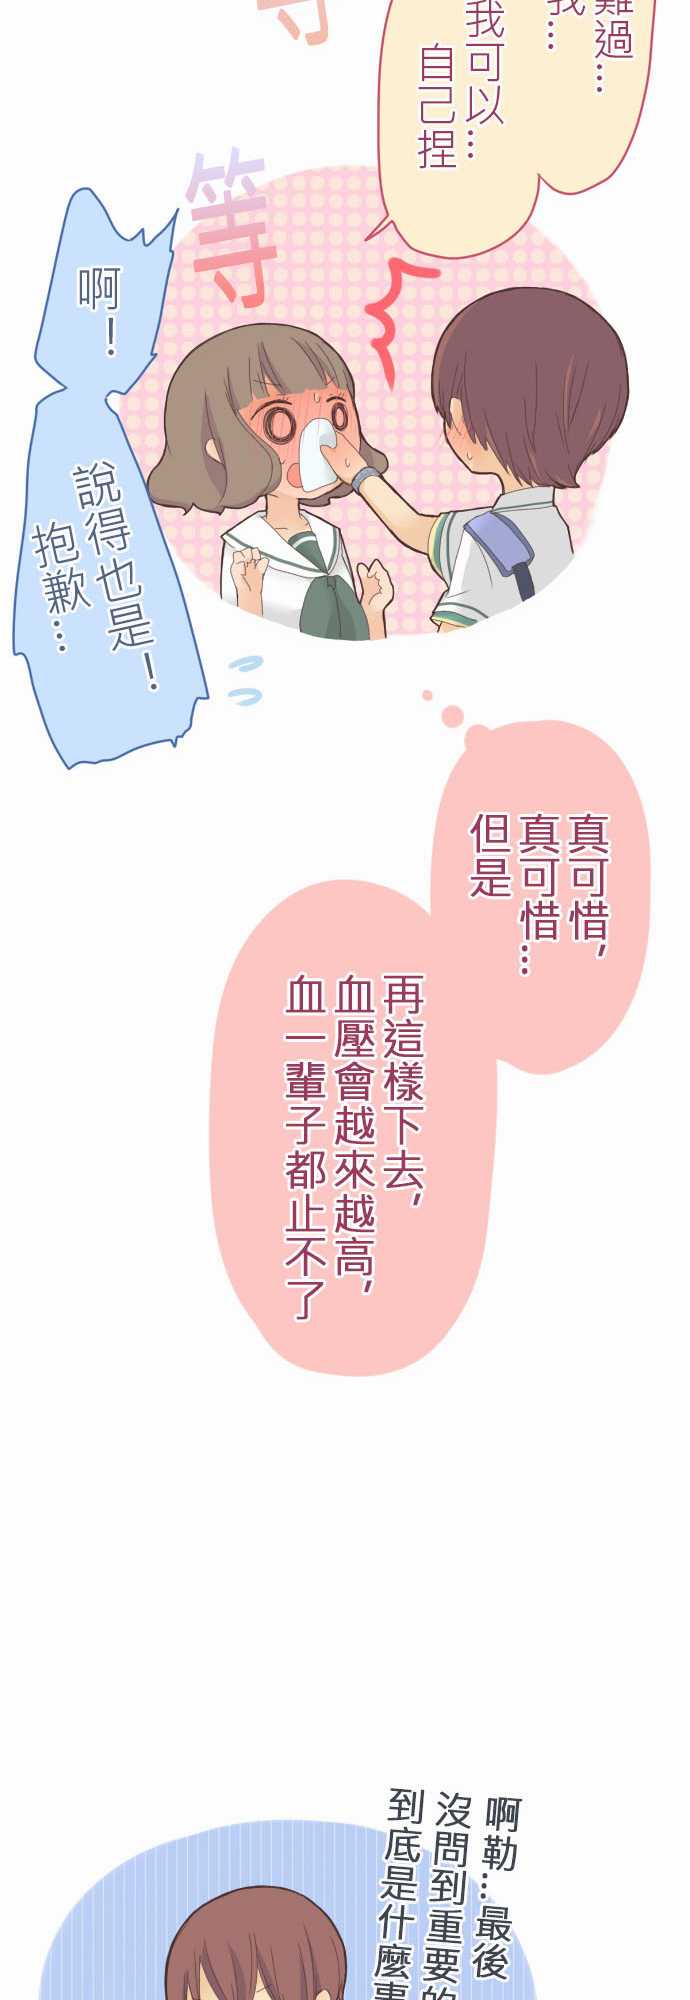 難過…
我…
我可以…
自己捏
等
等
啊！
說得也是！
抱歉…
真可惜,
真可惜…
但是
再這樣下去,
血壓會越來越高,
血一輩子都止不了
啊勒…最後
沒問到重要的
到底是什麼事